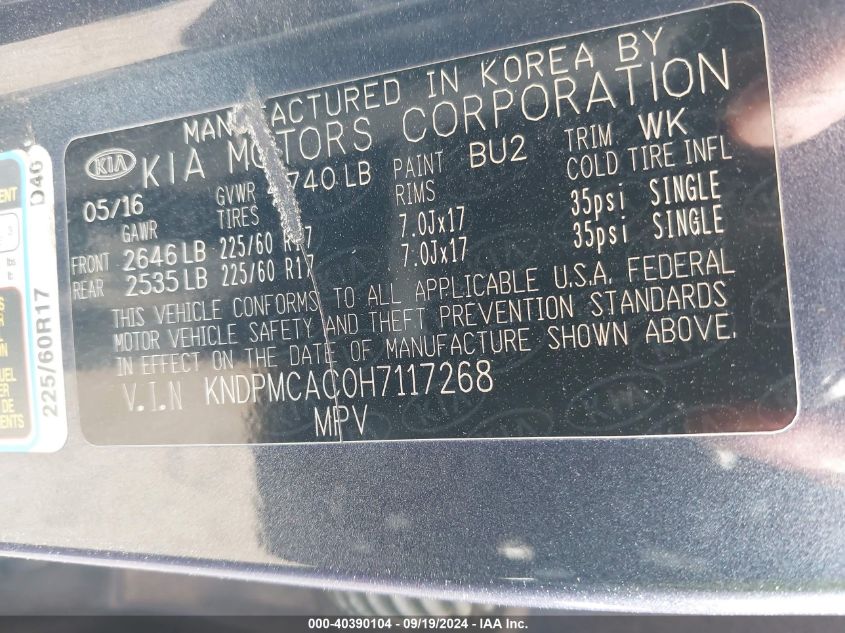 MANUFACTURED IN KOREA BY
KIA MOTORS CORPORATION
KIA
05/16 GVWR 740 LB PAINT BU2 TRIM WK
GAWR TIRES RIMS COLD TIRE INFL
FRONT 2646 LB 225/60 R17 7.0Jx17 35psi SINGLE
REAR 2535 LB 225/60 R17 7.0Jx17 35psi SINGLE
THIS VEHICLE CONFORMS TO ALL APPLICABLE U.S.A. FEDERAL
MOTOR VEHICLE SAFETY AND THEFT PREVENTION STANDARDS
IN EFFECT ON THE DATE OF MANUFACTURE SHOWN ABOVE.
V.I.N KNDPMCAC0H7117268
MPV
225/60R17
000-40390104 - 09/19/2024 - IAAI Inc.